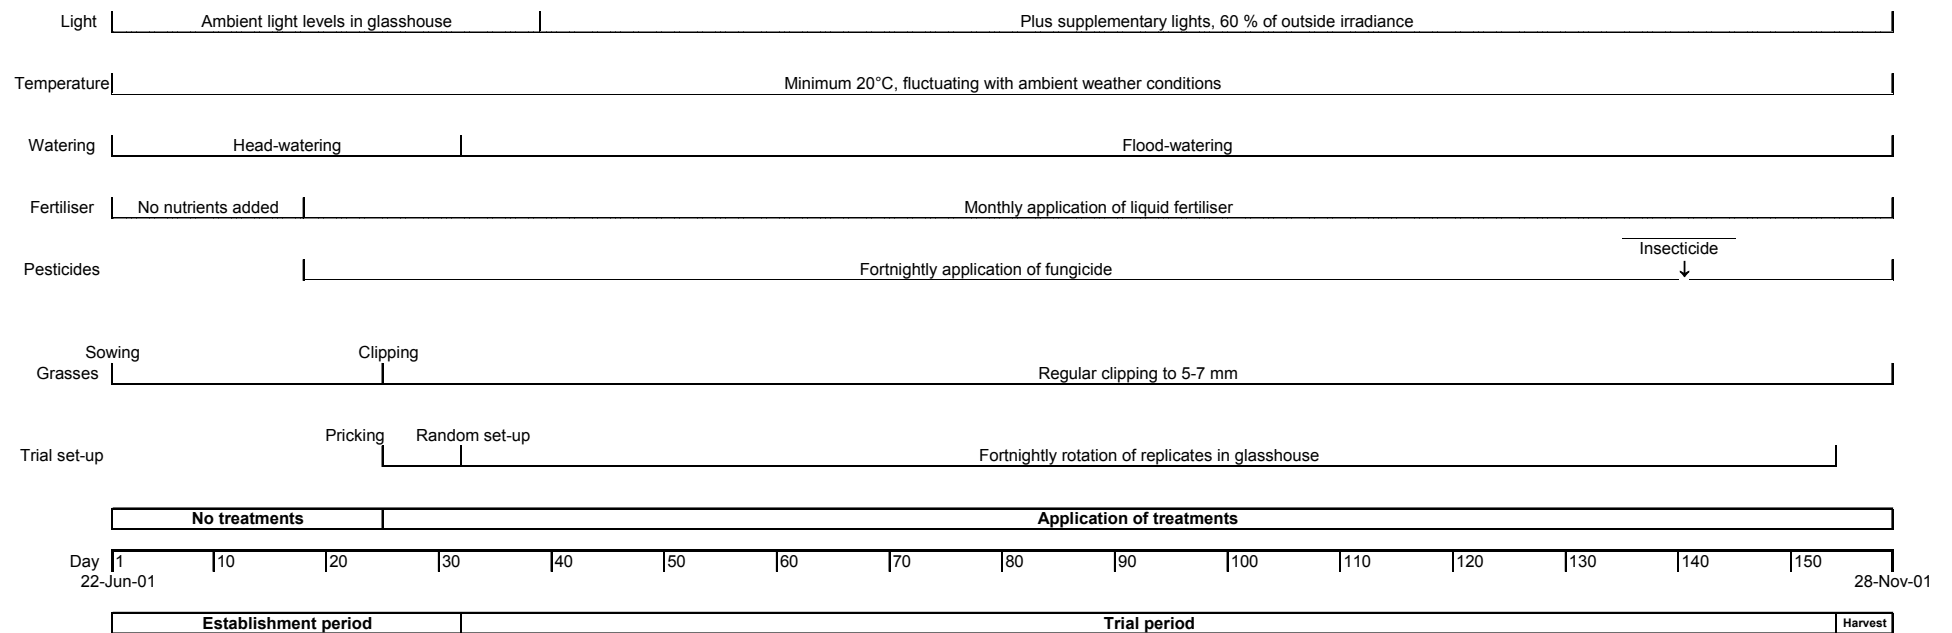 Light Ambient light levels in glasshouse Plus supplementary lights, 60 % of outside irradiance
Temperature Minimum 20°C, fluctuating with ambient weather conditions
Watering Head-watering Flood-watering
Fertiliser No nutrients added Monthly application of liquid fertiliser
Insecticide
Pesticides Fortnightly application of fungicide ↓
Sowing Clipping
Grasses Regular clipping to 5-7 mm
Pricking Random set-up
Trial set-up Fortnightly rotation of replicates in glasshouse
No treatments Application of treatments
Day 1 10 20 30 40 50 60 70 80 90 100 110 120 130 140 150
22-Jun-01 28-Nov-01
Establishment period Trial period Harvest